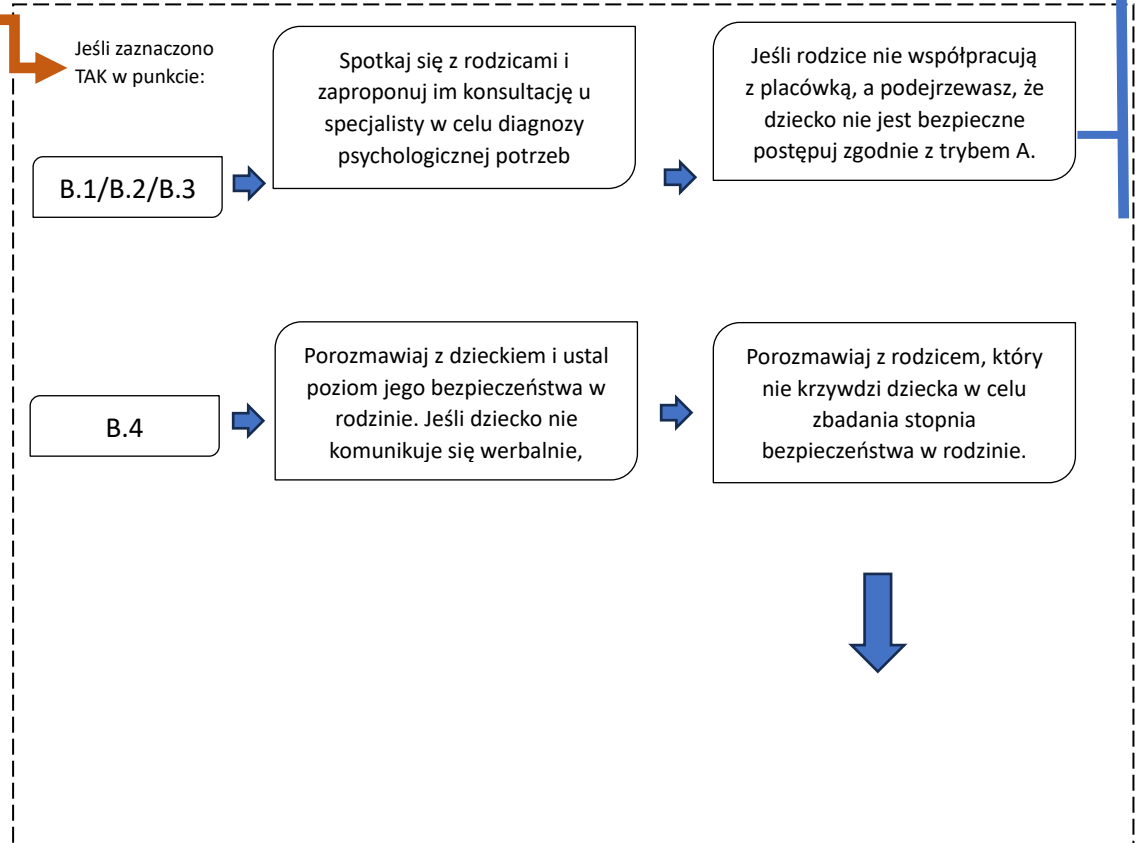 Jeśli zaznaczono
TAK w punkcie:
Spotkaj się z rodzicami i
zaproponuj im konsultację u
specjalisty w celu diagnozy
psychologicznej potrzeb
Jeśli rodzice nie współpracują
z placówką, a podejrzewasz, że
dziecko nie jest bezpieczne
postępuj zgodnie z trybem A.
B.1/B.2/B.3
Porozmawiaj z dzieckiem i ustal
poziom jego bezpieczeństwa w
rodzinie. Jeśli dziecko nie
komunikuje się werbalnie,
Porozmawiaj z rodzicem, który
nie krzywdzi dziecka w celu
zbadania stopnia
bezpieczeństwa w rodzinie.
B.4